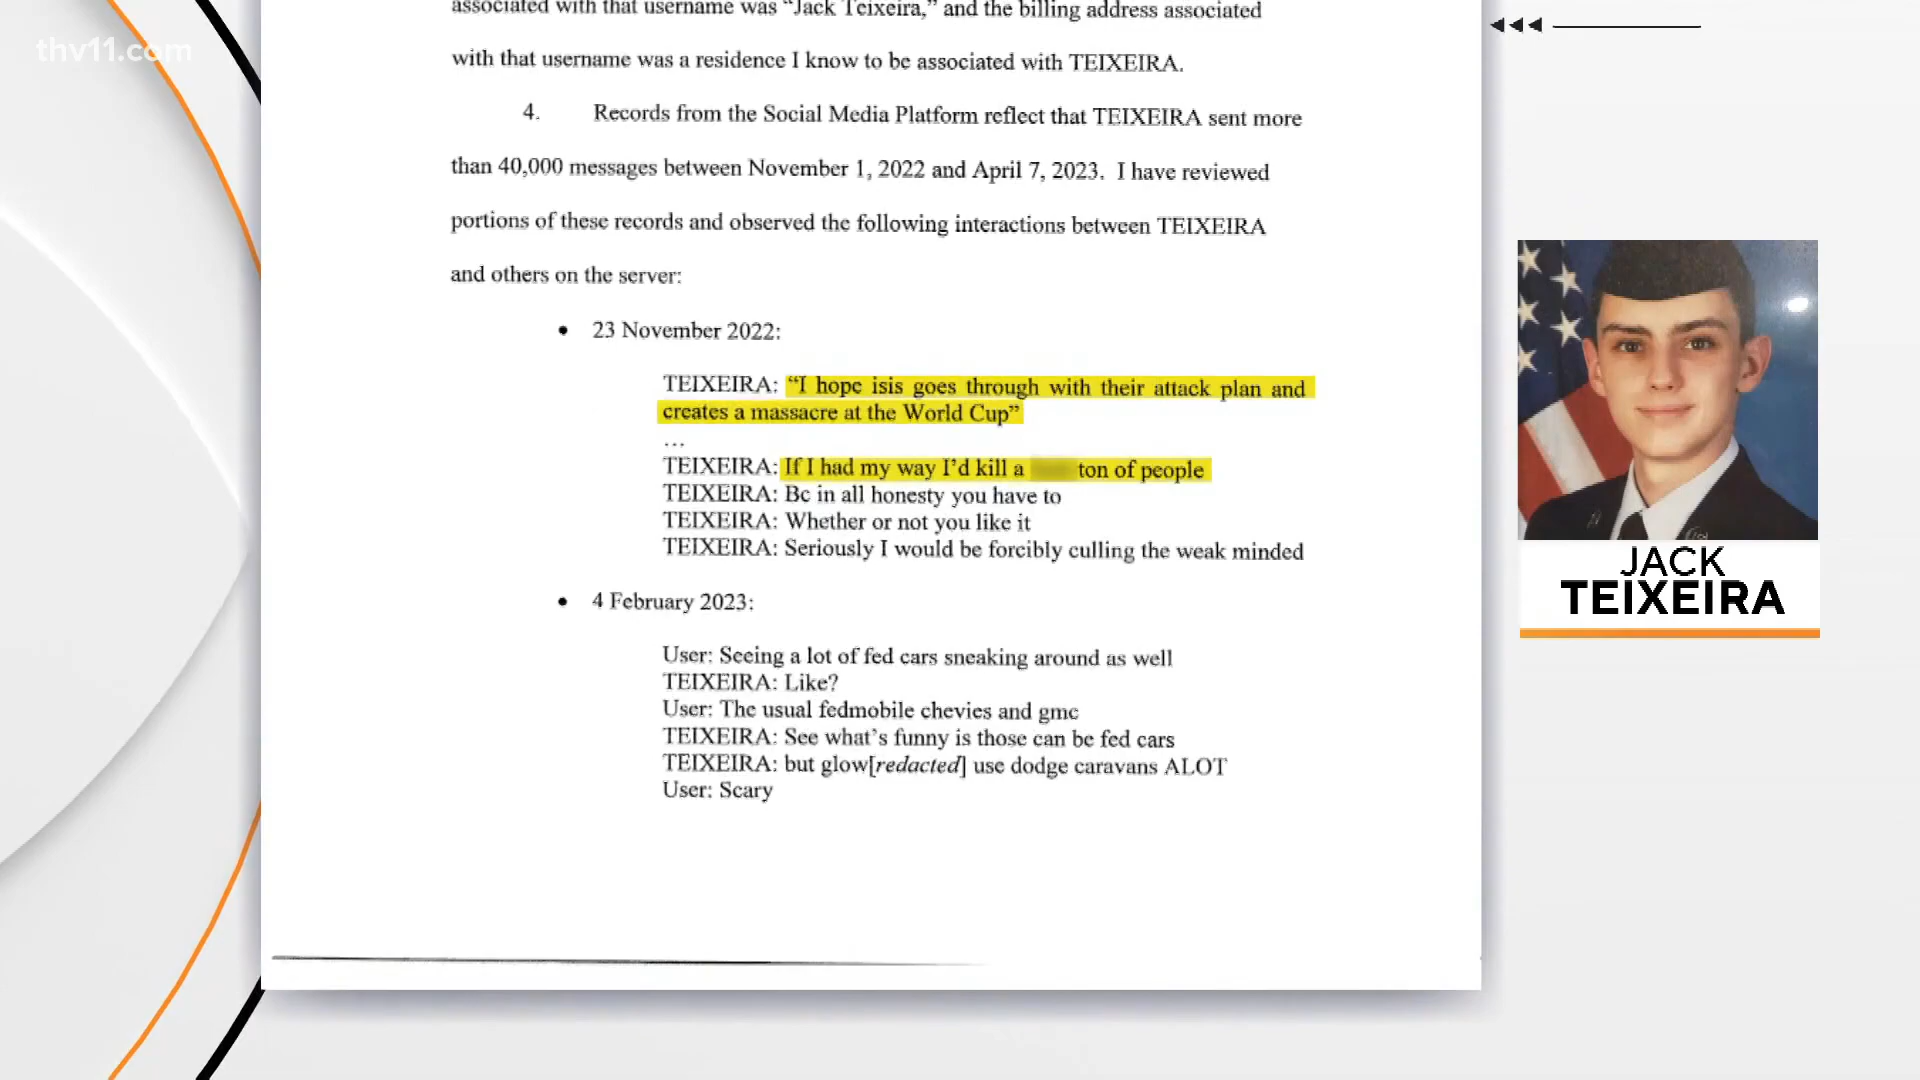 thv11.com
associated with that username was “Jack Teixeira,” and the billing address associated
with that username was a residence I know to be associated with TEIXEIRA.
4. Records from the Social Media Platform reflect that TEIXEIRA sent more
than 40,000 messages between November 1, 2022 and April 7, 2023. I have reviewed
portions of these records and observed the following interactions between TEIXEIRA
and others on the server:
• 23 November 2022:
TEIXEIRA: “I hope isis goes through with their attack plan and
creates a massacre at the World Cup”
…
TEIXEIRA: If I had my way I’d kill a ton of people
TEIXEIRA: Bc in all honesty you have to
TEIXEIRA: Whether or not you like it
TEIXEIRA: Seriously I would be forcibly culling the weak minded
• 4 February 2023:
User: Seeing a lot of fed cars sneaking around as well
TEIXEIRA: Like?
User: The usual fedmobile chevies and gmc
TEIXEIRA: See what’s funny is those can be fed cars
TEIXEIRA: but glow[redacted] use dodge caravans ALOT
User: Scary
JACK
TEIXEIRA